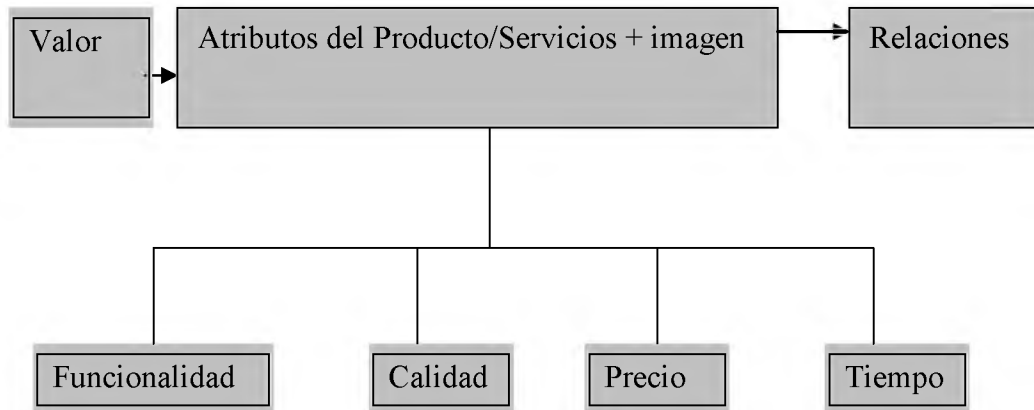 Valor
Atributos del Producto/Servicios + imagen
Relaciones
Funcionalidad
Calidad
Precio
Tiempo